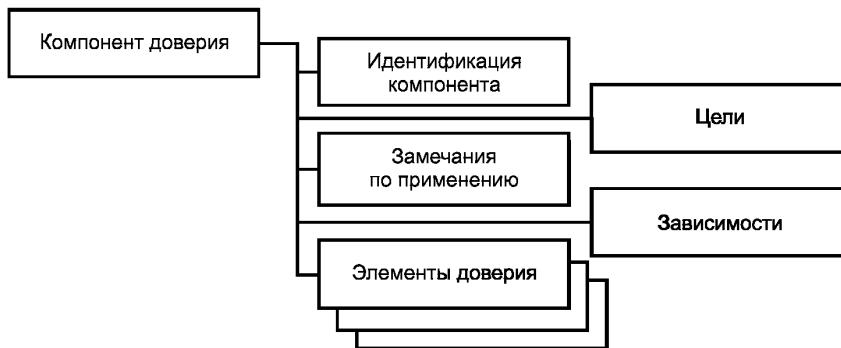 Компонент доверия
Идентификация
компонента
Цели
Замечания
по применению
Зависимости
Элементы доверия